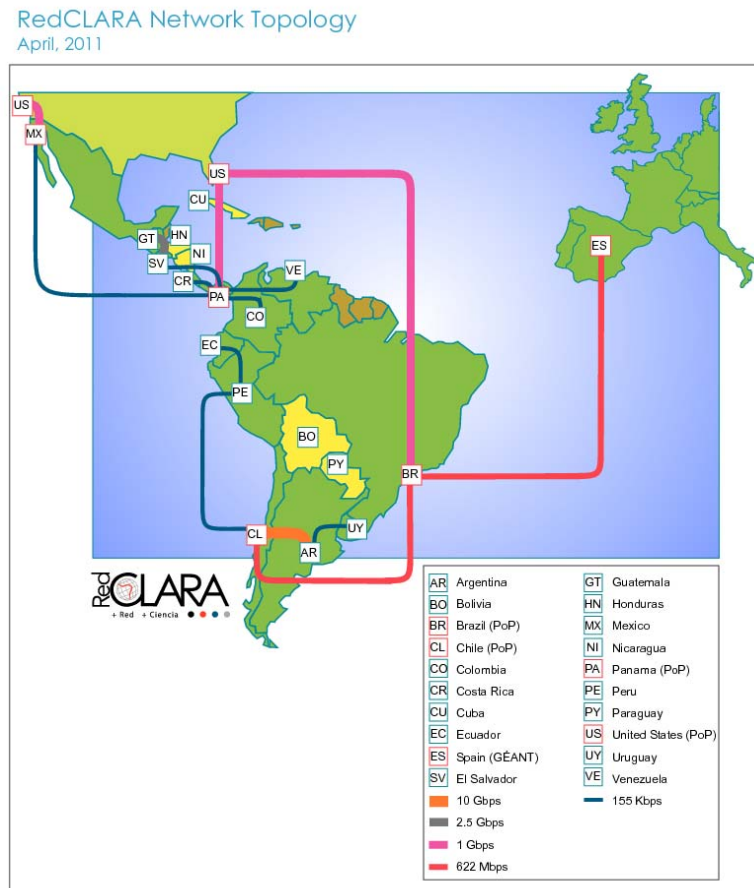 RedCLARA Network Topology
April, 2011
US
MX
US
CU
GT
HN
NI
SV
CR
PA
VE
CO
EC
PE
ES
BO
PY
BR
CL
AR
UY
Red CLARA
+ Red + Ciencia
AR Argentina
BO Bolivia
BR Brazil (PoP)
CL Chile (PoP)
CO Colombia
CR Costa Rica
CU Cuba
EC Ecuador
ES Spain (GÉANT)
SV El Salvador
10 Gbps
2.5 Gbps
1 Gbps
622 Mbps
GT Guatemala
HN Honduras
MX Mexico
NI Nicaragua
PA Panama (PoP)
PE Peru
PY Paraguay
US United States (PoP)
UY Uruguay
VE Venezuela
155 Kbps